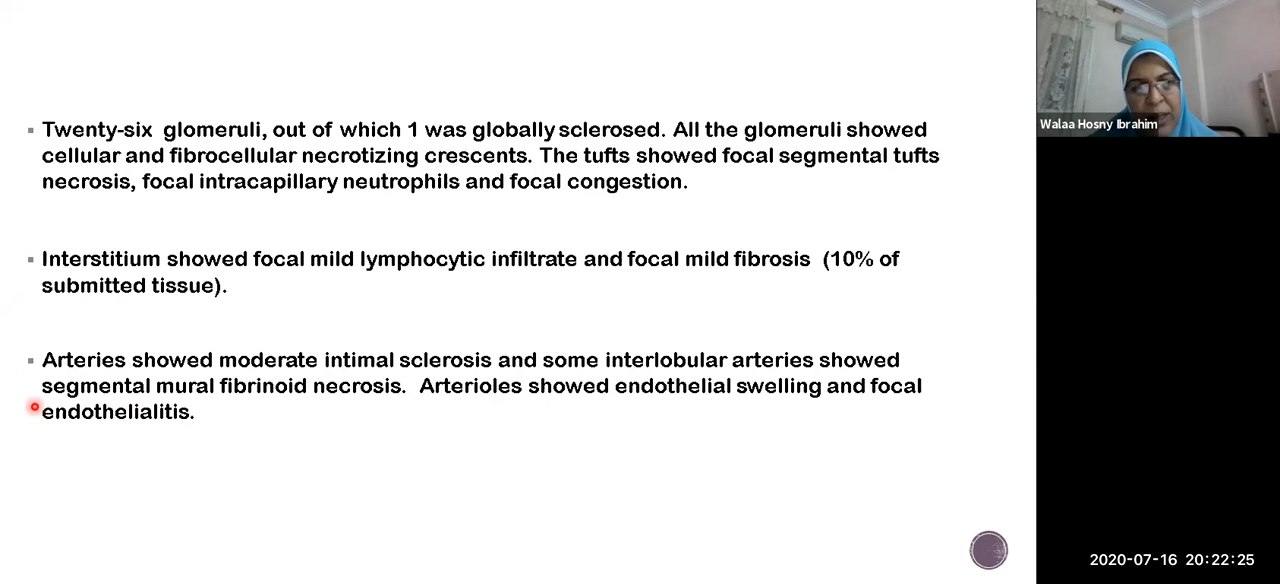 Twenty-six glomeruli, out of which 1 was globally sclerosed. All the glomeruli showed
cellular and fibrocellular necrotizing crescents. The tufts showed focal segmental tufts
necrosis, focal intracapillary neutrophils and focal congestion.
Interstitium showed focal mild lymphocytic infiltrate and focal mild fibrosis (10% of
submitted tissue).
Arteries showed moderate intimal sclerosis and some interlobular arteries showed
segmental mural fibrinoid necrosis. Arterioles showed endothelial swelling and focal
endothelialitis.
Walaa Hosny Ibrahim
2020-07-16 20:22:25